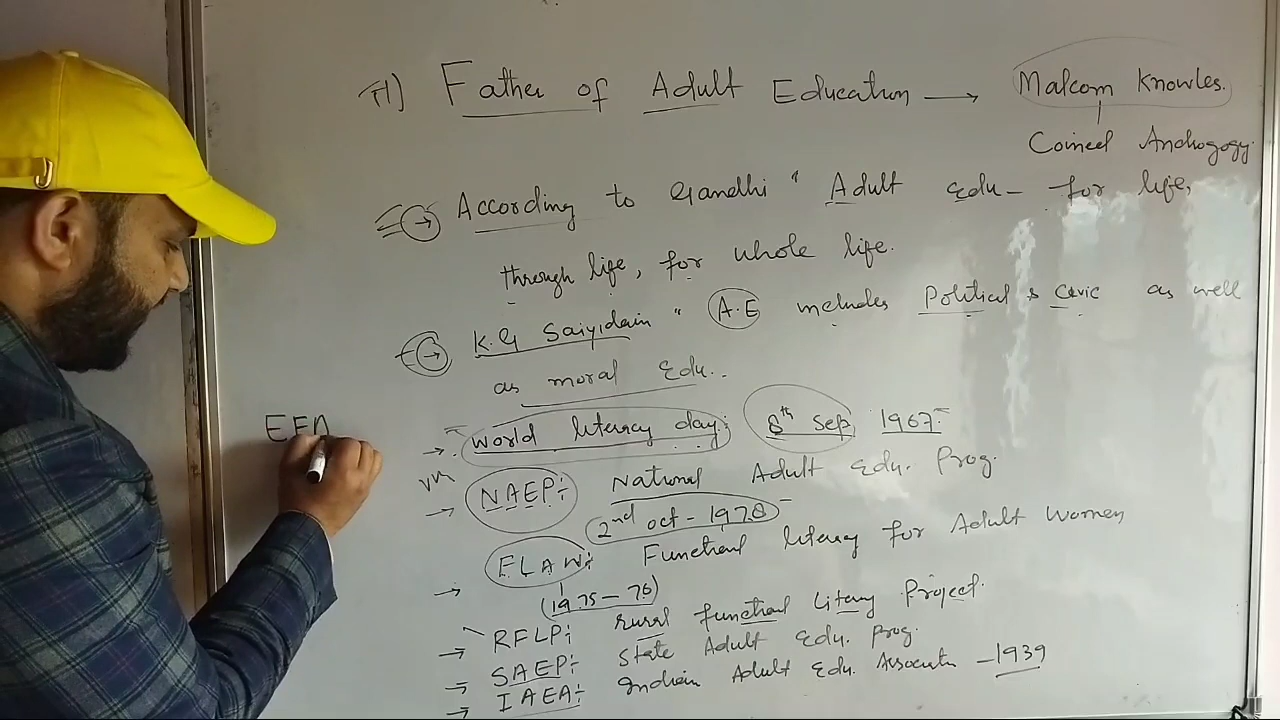 Father of Adult Education → Malcom Knowles.
Coined Andragogy.
→ According to Gandhi " Adult Edu - for life,
through life, for whole life.
→ K.G Saiyidain " A.E includes Political & Civic as well
as moral Edu..
→ World literacy day: 8th Sep, 1967
EFA
→ NAEP:- National Adult Edu. Prog.
2nd oct - 1978
→ FLAW:- Functional literacy for Adult Women
(1975-76)
→ RFLP:- Rural functional Literacy Project.
→ SAEP:- State Adult Edu. Prog.
→ IAEA:- Indian Adult Edu. Association - 1939